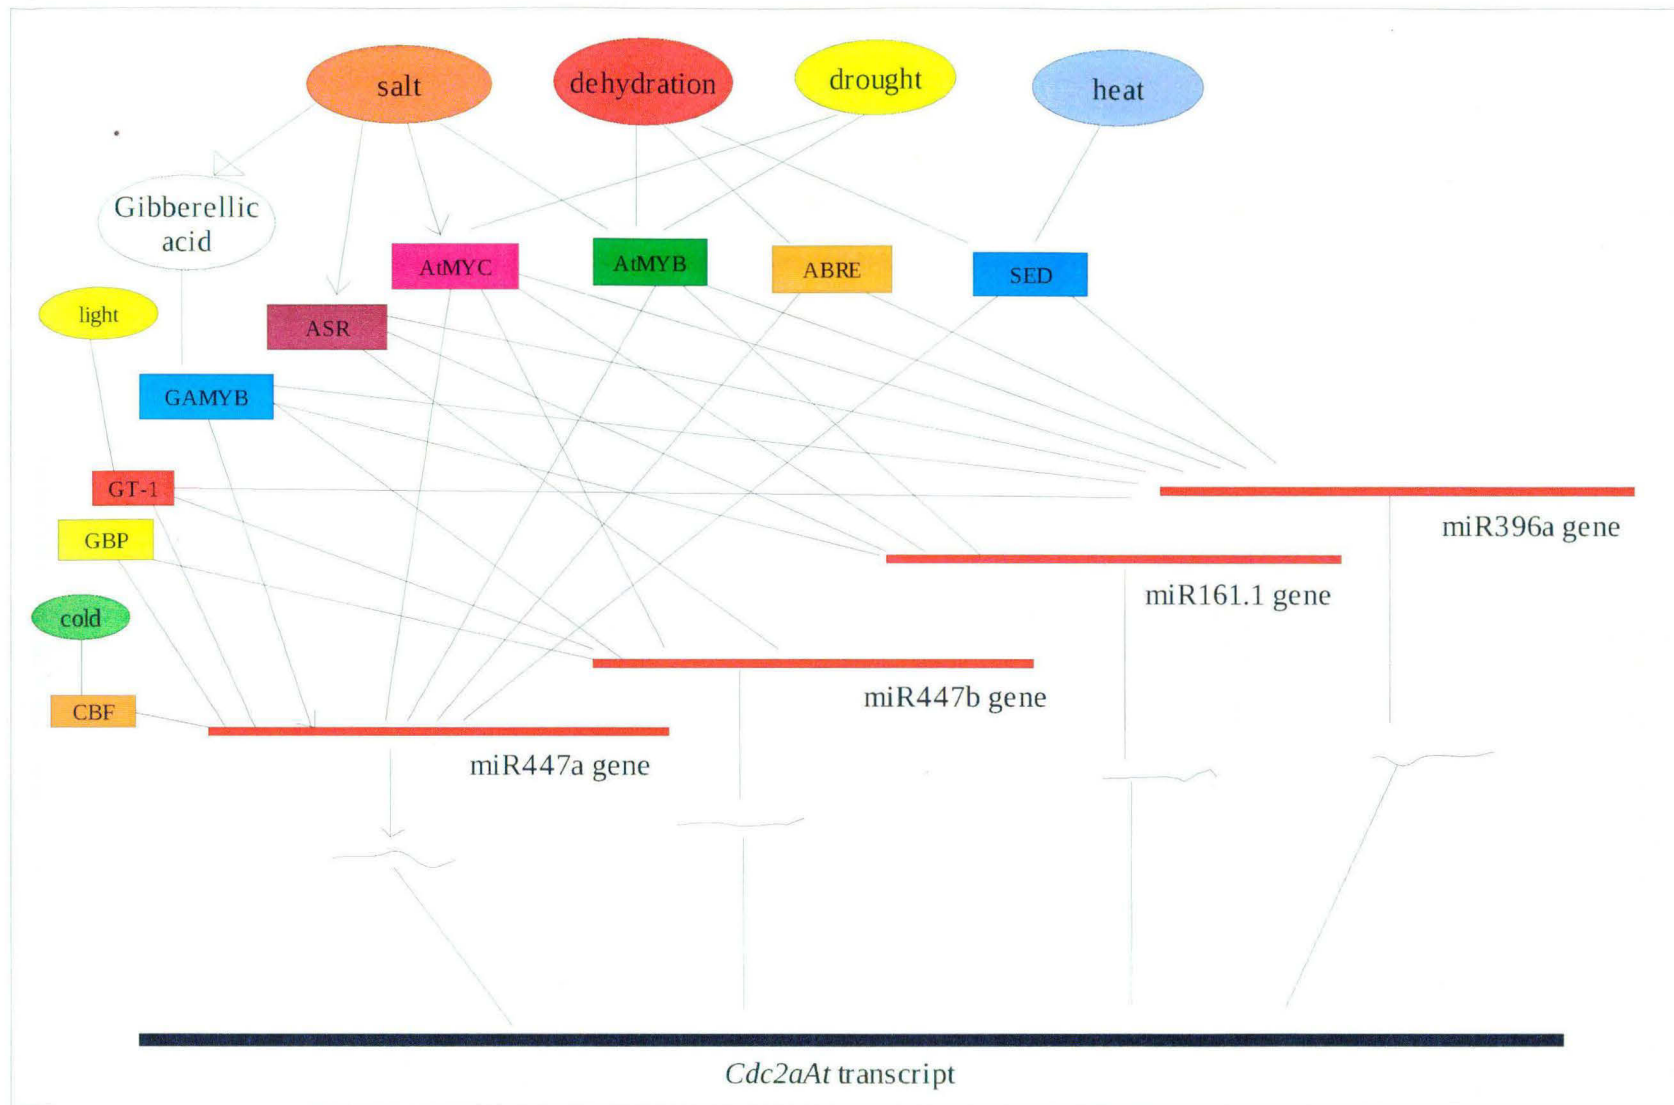 salt
dehydration
drought
heat
Gibberellic
acid
AtMYC
AtMYB
ABRE
SED
light
ASR
GAMYB
GT-1
miR396a gene
GBP
miR161.1 gene
cold
miR447b gene
CBF
miR447a gene
Cdc2aAt transcript